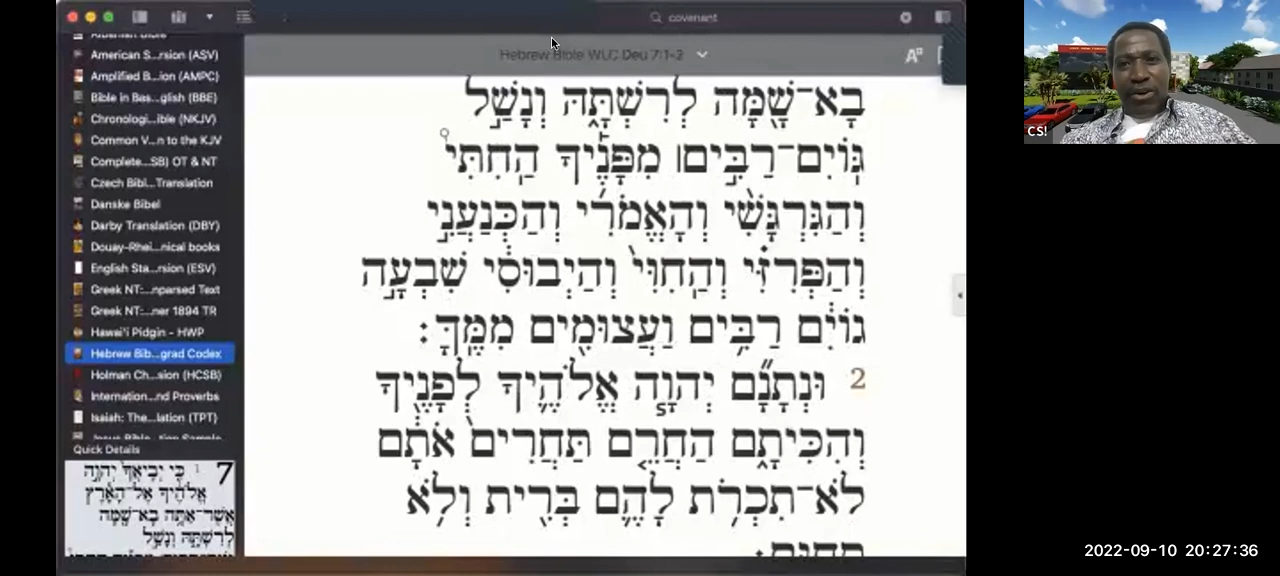 covenant
Hebrew Bible WLC Deu 7:1-2
American S...rsion (ASV)
Amplified B...ion (AMPC)
Bible in Bas...glish (BBE)
Chronologi...ible (NKJV)
Common V...n to the KJV
Complete...SB) OT & NT
Czech Bibl...Translation
Danske Bibel
Darby Translation (DBY)
Douay-Rhei...nical books
English Sta...rsion (ESV)
Greek NT:...nparsed Text
Greek NT:...ner 1894 TR
Hawai'i Pidgin - HWP
Hebrew Bib...grad Codex
Holman Ch...sion (HCSB)
Internation...nd Proverbs
Isaiah: The...lation (TPT)
Quick Details
7 1 כִּי יְבִיאֲךָ יְהוָה
אֱלֹהֶיךָ אֶל־הָאָרֶץ
אֲשֶׁר־אַתָּה בָא־שָׁמָּה
לְרִשְׁתָּהּ וְנָשַׁל
בָא־שָׁ֖מָּה לְרִשְׁתָּ֑הּ וְנָשַׁ֣ל
גּֽוֹיִם־רַבִּ֣ים׀ מִפָּנֶ֡יךָ הַֽחִתִּי֩
וְהַגִּרְגָּשִׁ֨י וְהָאֱמֹרִ֜י וְהַכְּנַעֲנִ֣י
וְהַפְּרִזִּ֗י וְהַֽחִוִּי֙ וְהַיְבוּסִ֔י שִׁבְעָ֣ה
גוֹיִ֔ם רַבִּ֥ים וַעֲצוּמִ֖ים מִמֶּֽךָּ׃
2 וּנְתָנָ֞ם יְהוָ֧ה אֱלֹהֶ֛יךָ לְפָנֶ֖יךָ
וְהִכִּיתָ֑ם הַחֲרֵ֤ם תַּחֲרִים֙ אֹתָ֔ם
לֹא־תִכְרֹ֥ת לָהֶ֛ם בְּרִ֖ית וְלֹ֥א
CS!
2022-09-10 20:27:36